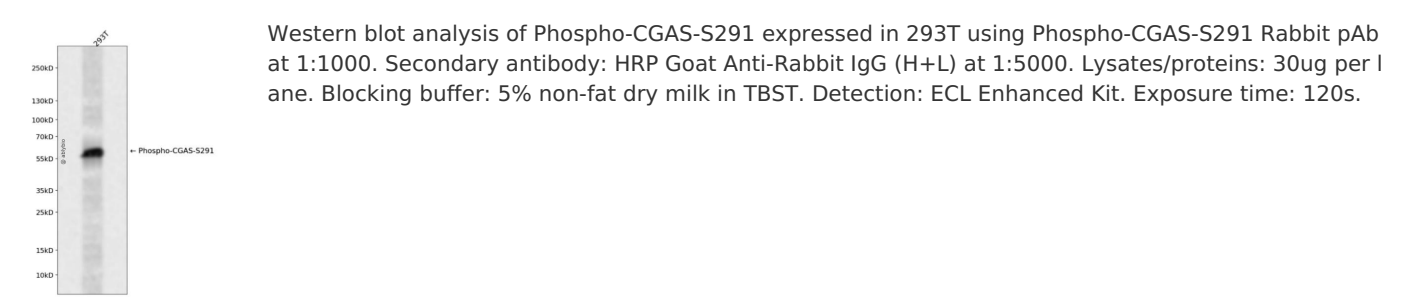 293T
250kD
130kD
100kD
70kD
55kD
35kD
25kD
15kD
10kD
← Phospho-CGAS-S291
Western blot analysis of Phospho-CGAS-S291 expressed in 293T using Phospho-CGAS-S291 Rabbit pAb
at 1:1000. Secondary antibody: HRP Goat Anti-Rabbit IgG (H+L) at 1:5000. Lysates/proteins: 30ug per l
ane. Blocking buffer: 5% non-fat dry milk in TBST. Detection: ECL Enhanced Kit. Exposure time: 120s.